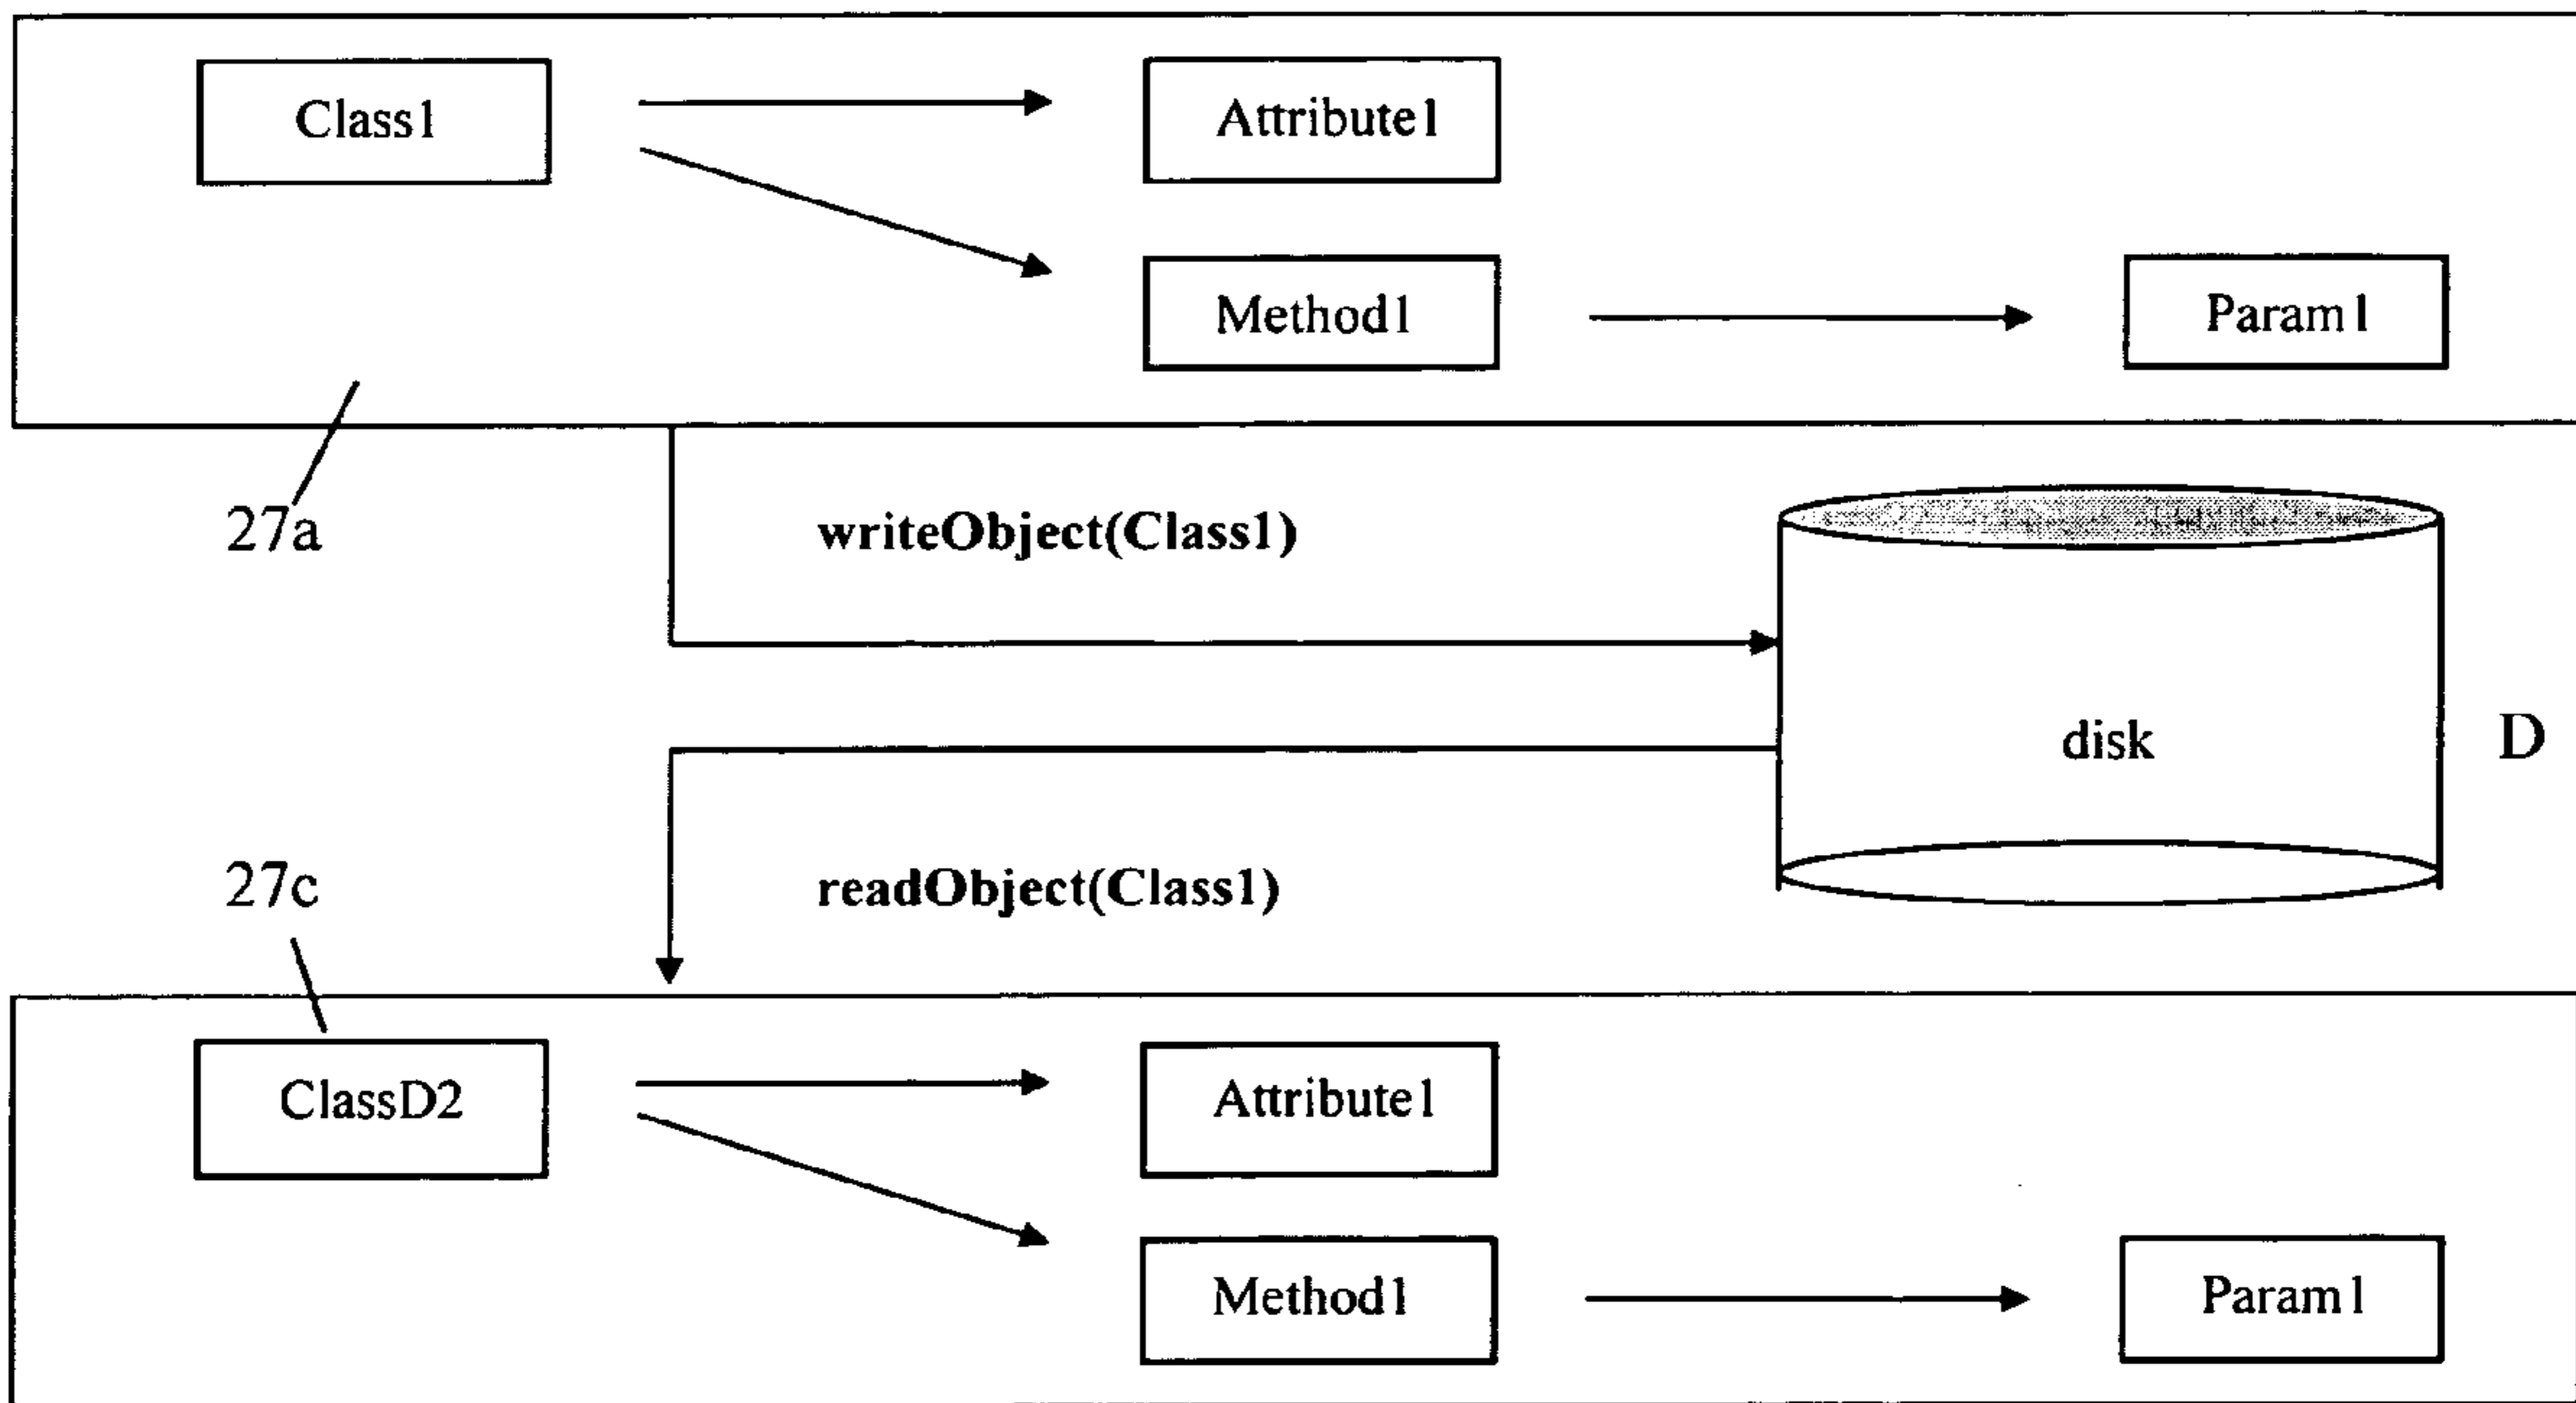 Class1
Attribute1
Method1
Param1
27a
writeObject(Class1)
disk
D
27c
readObject(Class1)
ClassD2
Attribute1
Method1
Param1